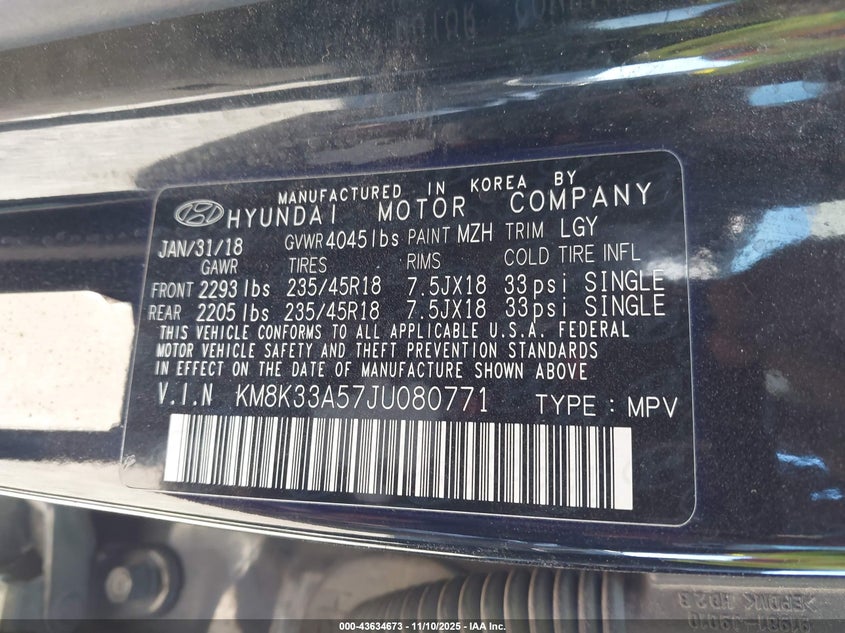 MANUFACTURED IN KOREA BY
HYUNDAI MOTOR COMPANY
JAN/31/18 GVWR 4045lbs PAINT MZH TRIM LGY
GAWR TIRES RIMS COLD TIRE INFL
FRONT 2293 lbs 235/45R18 7.5JX18 33psi SINGLE
REAR 2205 lbs 235/45R18 7.5JX18 33psi SINGLE
THIS VEHICLE CONFORMS TO ALL APPLICABLE U.S.A. FEDERAL
MOTOR VEHICLE SAFETY AND THEFT PREVENTION STANDARDS
IN EFFECT ON THE DATE OF MANUFACTURE SHOWN ABOVE
V.I.N KM8K33A57JU080771 TYPE : MPV
000-43634673 - 11/10/2025 - © IAA, Inc.